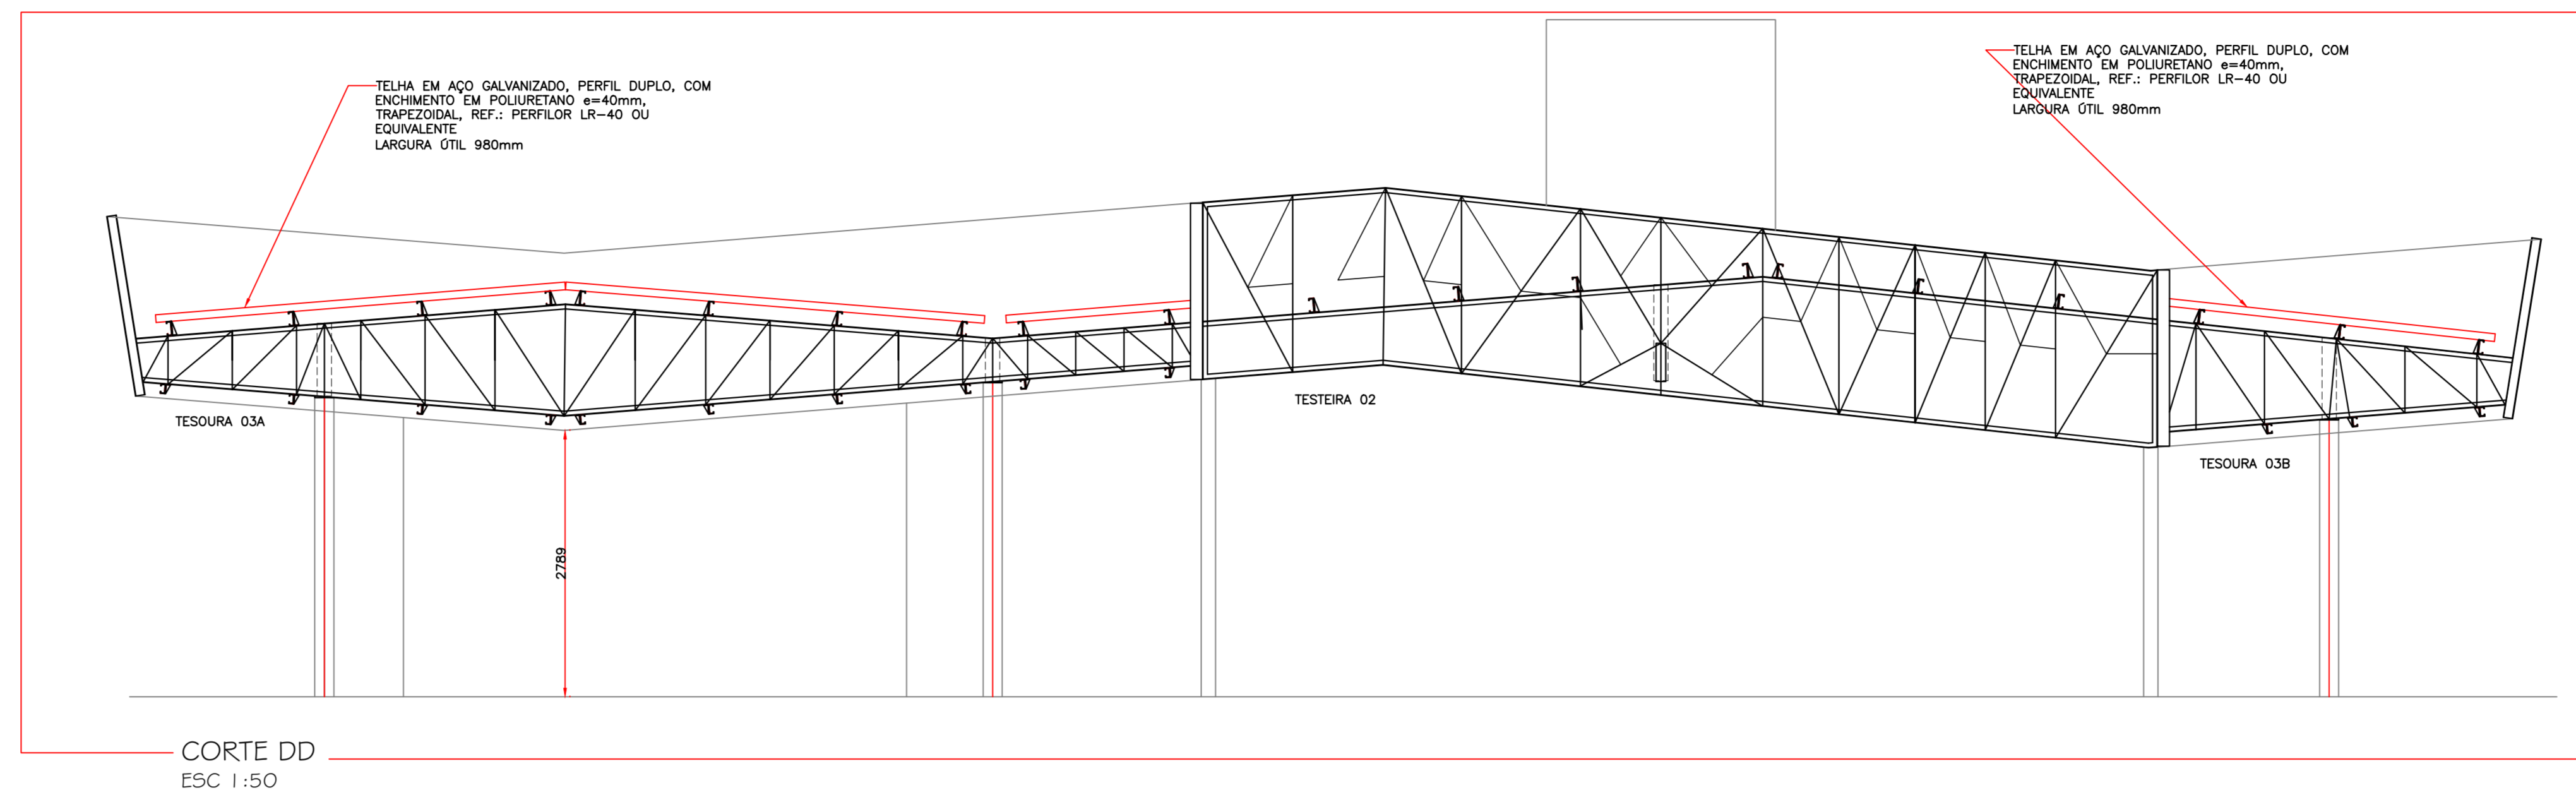 TELHA EM AÇO GALVANIZADO, PERFIL DUPLO, COM
ENCHIMENTO EM POLIURETANO e=40mm,
TRAPEZOIDAL, REF.: PERFILOR LR-40 OU
EQUIVALENTE
LARGURA ÚTIL 980mm
TELHA EM AÇO GALVANIZADO, PERFIL DUPLO, COM
ENCHIMENTO EM POLIURETANO e=40mm,
TRAPEZOIDAL, REF.: PERFILOR LR-40 OU
EQUIVALENTE
LARGURA ÚTIL 980mm
TESOURA 03A
TESTEIRA 02
TESOURA 03B
2789
CORTE DD
ESC 1:50